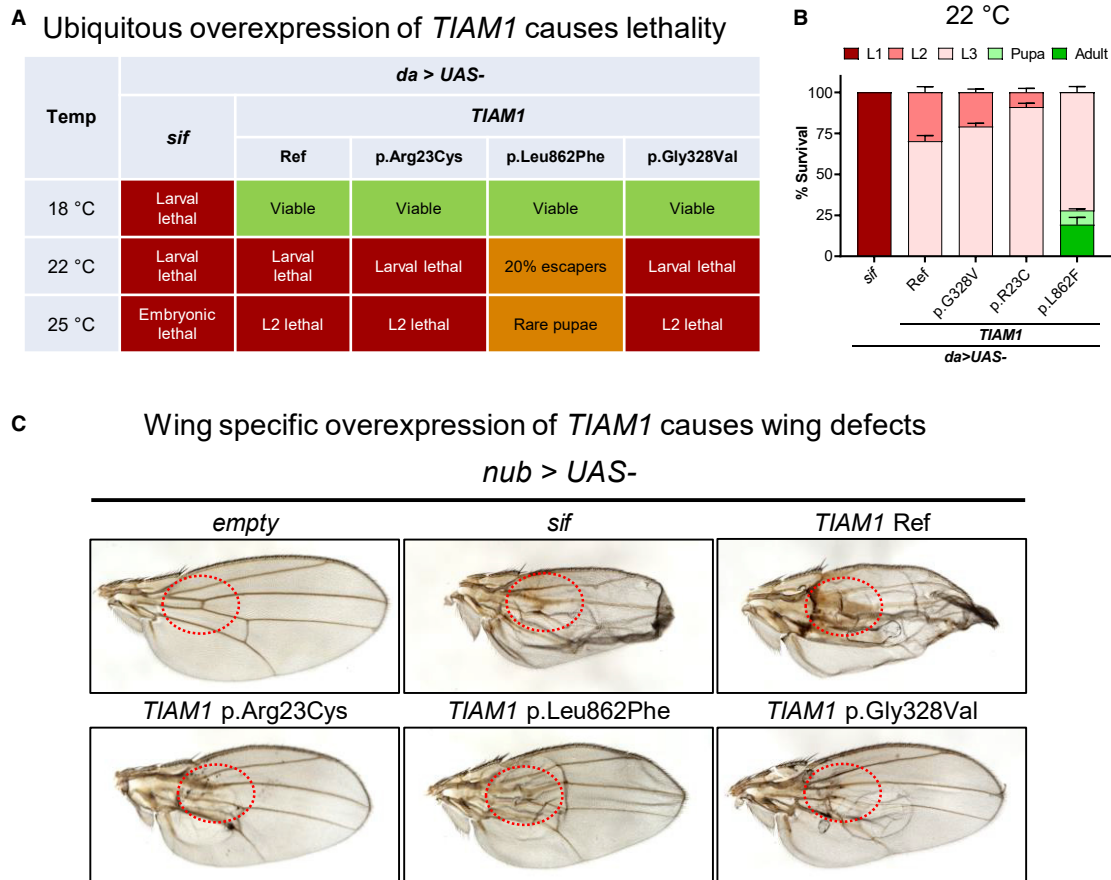 A Ubiquitous overexpression of TIAM1 causes lethality
Temp
da > UAS-
sif
TIAM1
Ref p.Arg23Cys p.Leu862Phe p.Gly328Val
18 °C Larval lethal Viable Viable Viable Viable
22 °C Larval lethal Larval lethal Larval lethal 20% escapers Larval lethal
25 °C Embryonic lethal L2 lethal L2 lethal Rare pupae L2 lethal
B 22 °C
L1 L2 L3 Pupa Adult
% Survival
100
75
50
25
0
sif Ref p.G328V p.R23C p.L862F
TIAM1
da>UAS-
C Wing specific overexpression of TIAM1 causes wing defects
nub > UAS-
empty sif TIAM1 Ref
TIAM1 p.Arg23Cys TIAM1 p.Leu862Phe TIAM1 p.Gly328Val